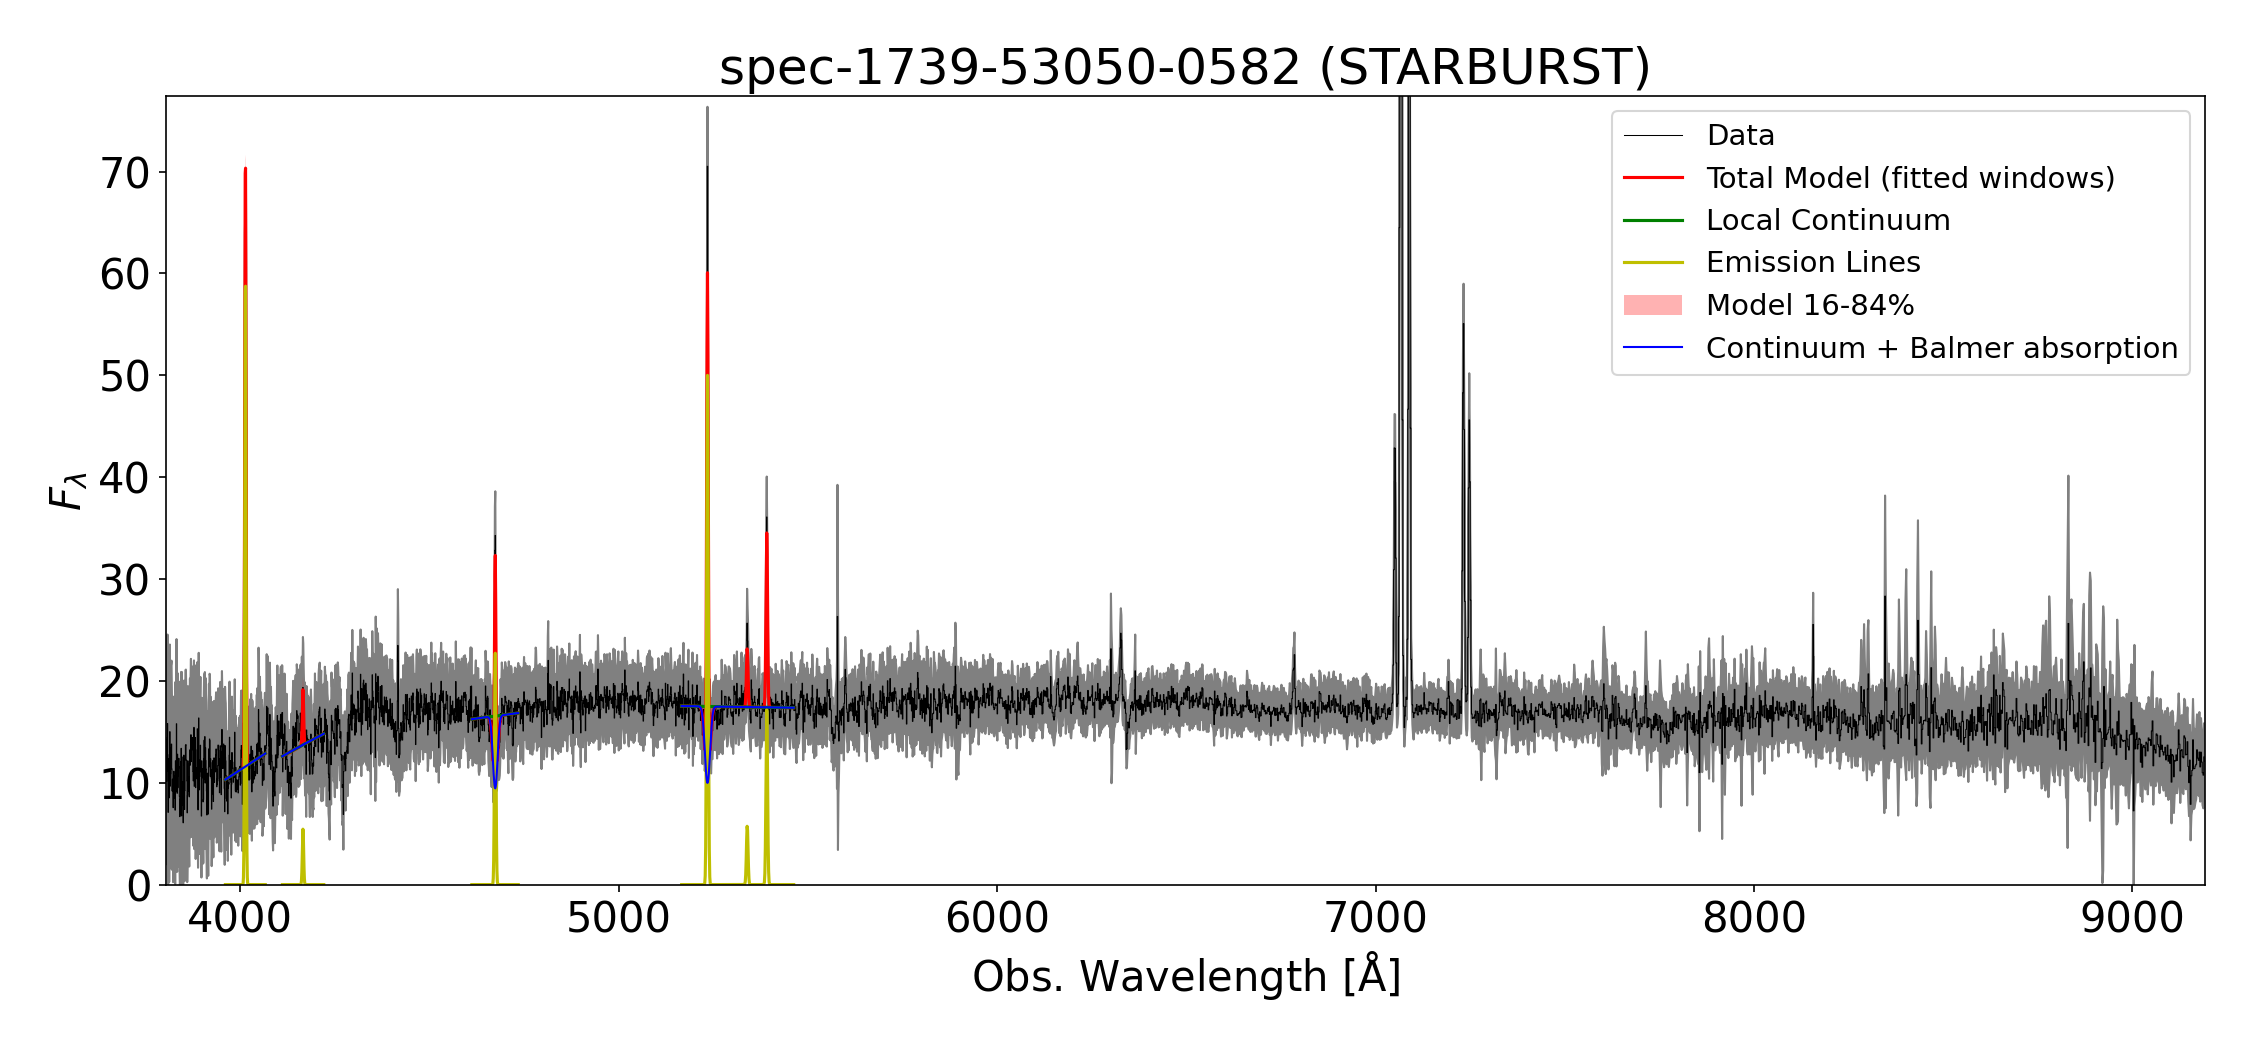 spec-1739-53050-0582 (STARBURST)
Data
Total Model (fitted windows)
Local Continuum
Emission Lines
Model 16-84%
Continuum + Balmer absorption
70
60
50
40
30
20
10
0
Fλ
4000 5000 6000 7000 8000 9000
Obs. Wavelength [Å]